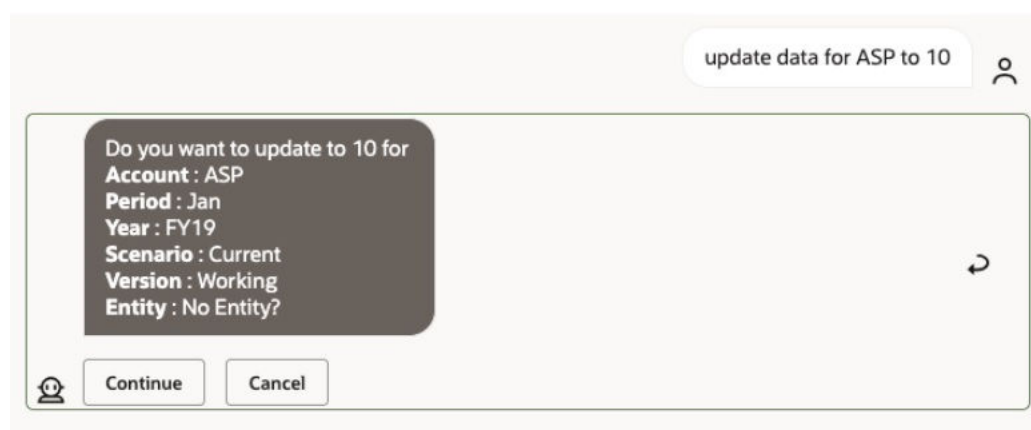 update data for ASP to 10
Do you want to update to 10 for
Account : ASP
Period : Jan
Year : FY19
Scenario : Current
Version : Working
Entity : No Entity?
Continue
Cancel